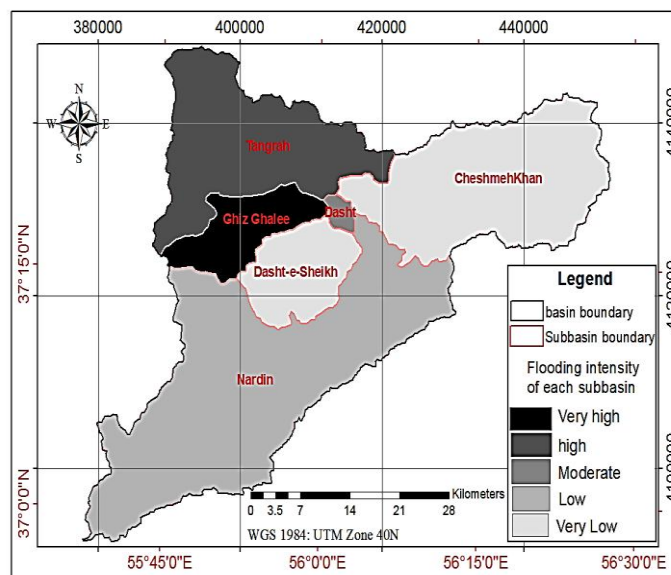 380000 400000 420000 440000
N
W E
S
Tangrah
CheshmehKhan
Ghiz Ghalee
Dasht
Dasht-e-Sheikh
Nardin
37°15'0"N
37°0'0"N
Legend
basin boundary
Subbasin boundary
Flooding intensity
of each subbasin
Very high
high
Moderate
Low
Very Low
Kilometers
0 3.5 7 14 21 28
WGS 1984: UTM Zone 40N
55°45'0"E 56°0'0"E 56°15'0"E 56°30'0"E